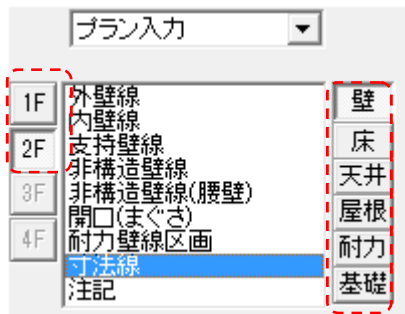 プラン入力
1F
2F
3F
4F
外壁線
内壁線
支持壁線
非構造壁線
非構造壁線(腰壁)
開口(まぐさ)
耐力壁線区画
寸法線
注記
壁
床
天井
屋根
耐力
基礎